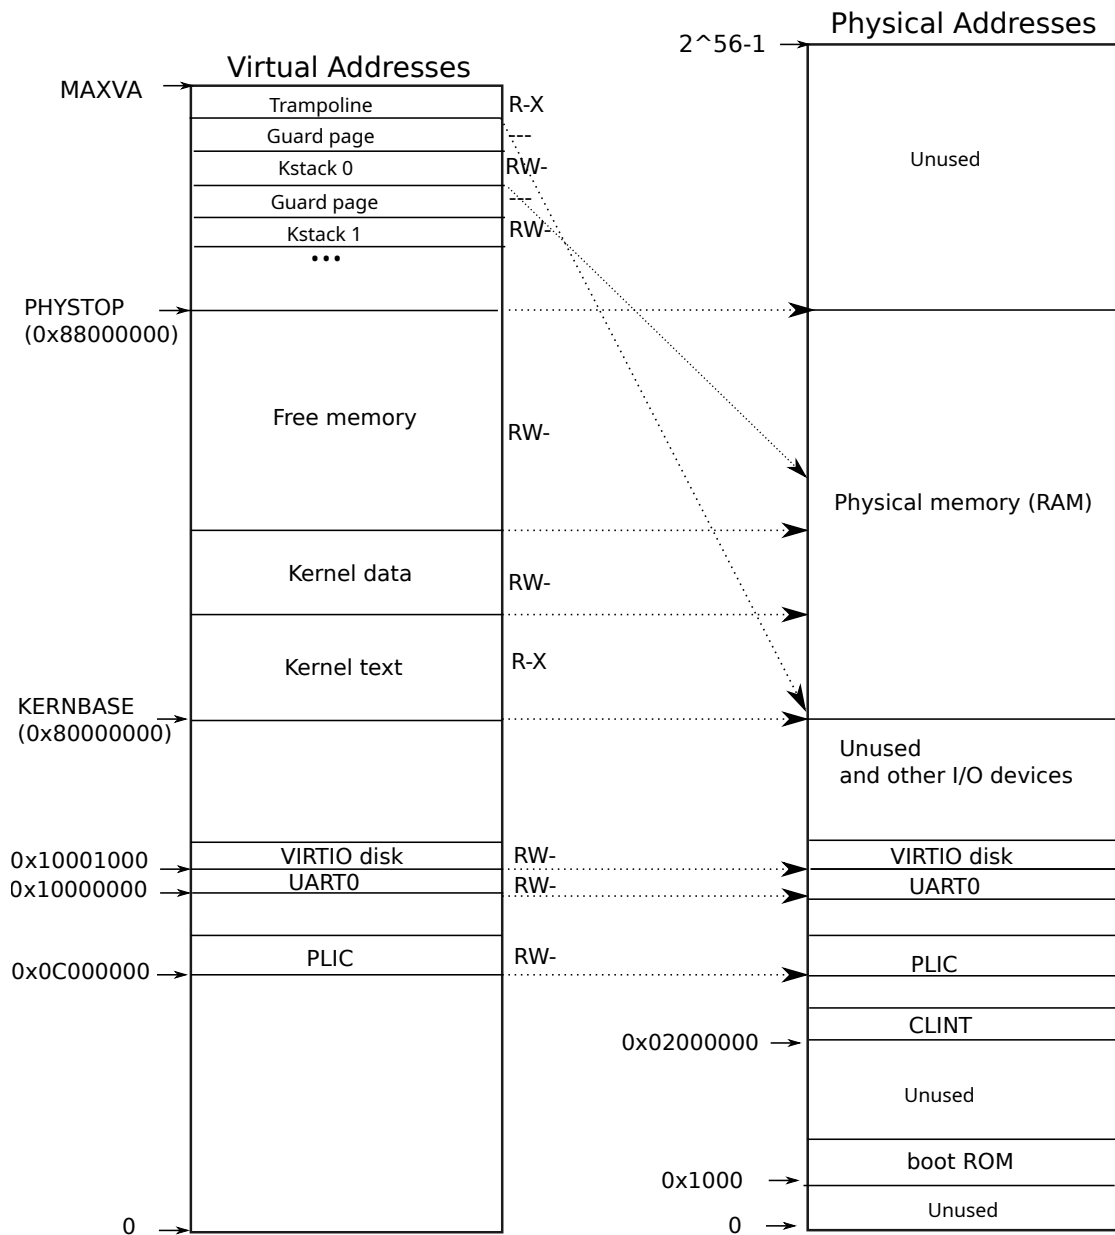 Physical Addresses
2^56-1
Virtual Addresses
MAXVA
Trampoline
R-X
Guard page
---
Unused
Kstack 0
RW-
Guard page
---
Kstack 1
RW-
...
PHYSTOP
(0x88000000)
Free memory
RW-
Physical memory (RAM)
Kernel data
RW-
Kernel text
R-X
KERNBASE
(0x80000000)
Unused
and other I/O devices
0x10001000
VIRTIO disk
RW-
VIRTIO disk
0x10000000
UART0
RW-
UART0
0x0C000000
PLIC
RW-
PLIC
CLINT
0x02000000
Unused
boot ROM
0x1000
Unused
0
0